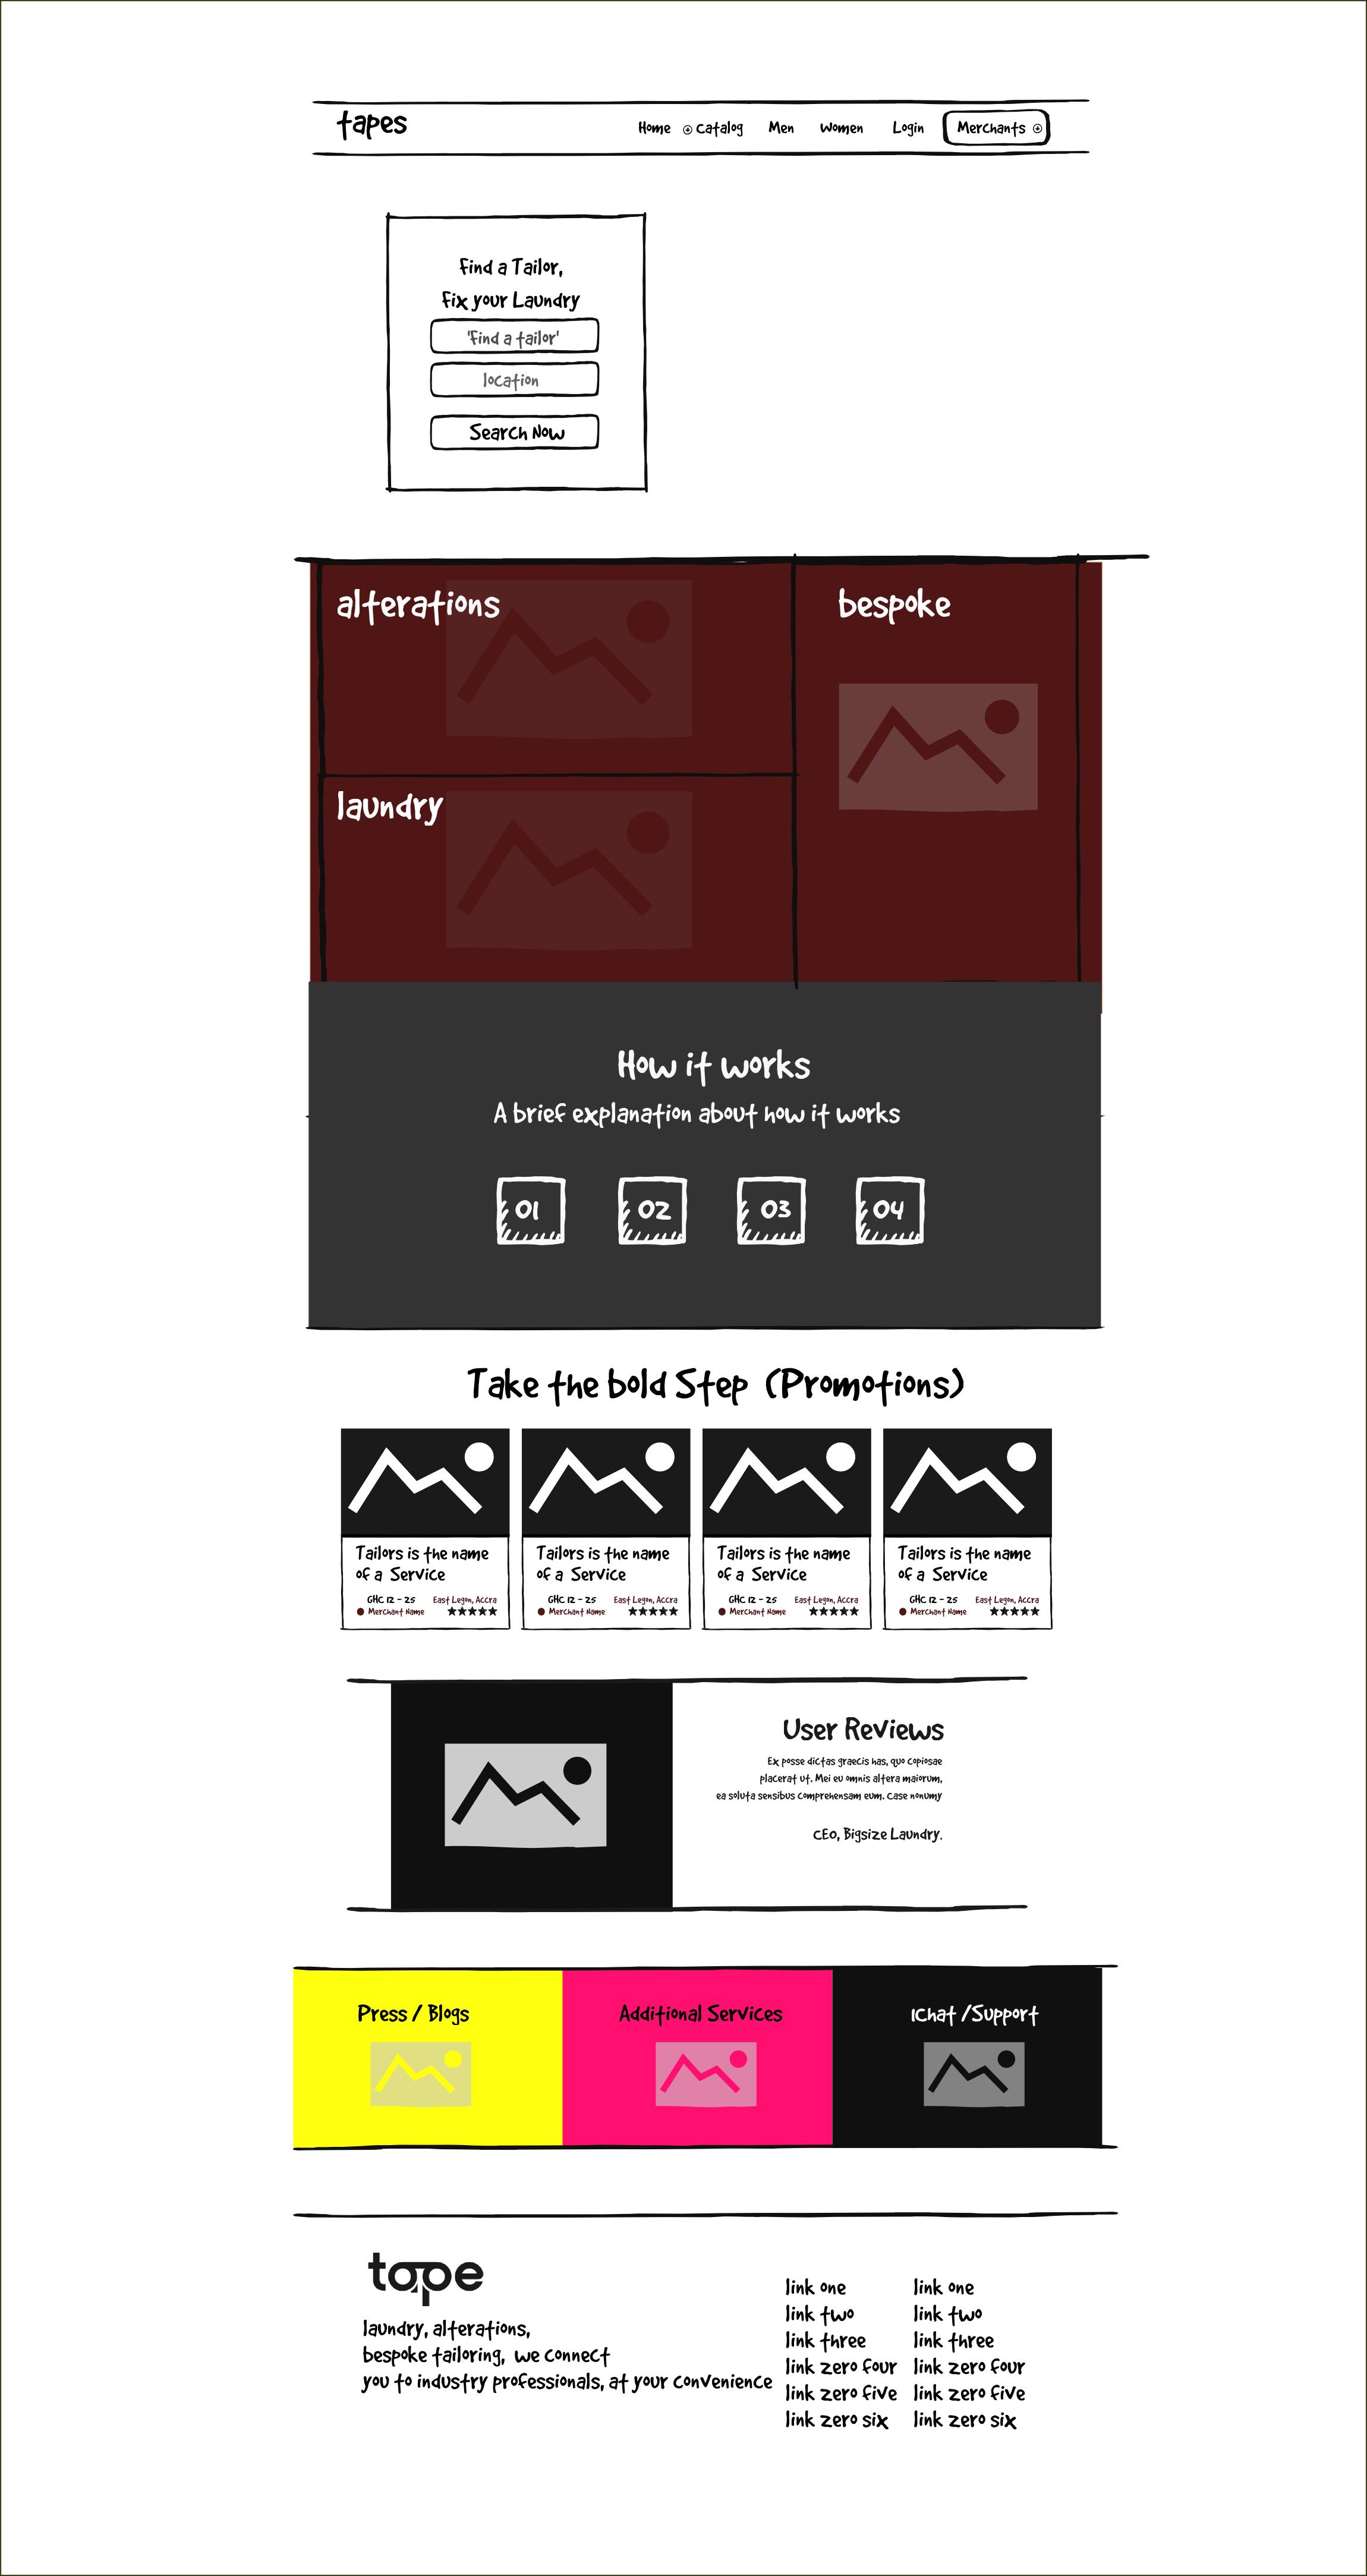 tapes
Home Catalog Men Women Login Merchants
Find a Tailor,
Fix your Laundry
'Find a tailor'
location
Search Now
alterations
bespoke
laundry
How it works
A brief explanation about how it works
01 02 03 04
Take the bold Step (Promotions)
Tailors is the name
of a Service
GHC 12 - 25 East Legon, Accra
Merchant Name
Tailors is the name
of a Service
GHC 12 - 25 East Legon, Accra
Merchant Name
Tailors is the name
of a Service
GHC 12 - 25 East Legon, Accra
Merchant Name
Tailors is the name
of a Service
GHC 12 - 25 East Legon, Accra
Merchant Name
User Reviews
Ex posse dictas graecis has, quo copiosae
placerat ut. Mei eu omnis altera maiorum,
ea soluta sensibus comprehensam eum. Case nonumy
CEO, Bigsize Laundry.
Press / Blogs
Additional Services
IChat /Support
tape
laundry, alterations,
bespoke tailoring, we connect
you to industry professionals, at your convenience
link one
link two
link three
link zero four
link zero five
link zero six
link one
link two
link three
link zero four
link zero five
link zero six